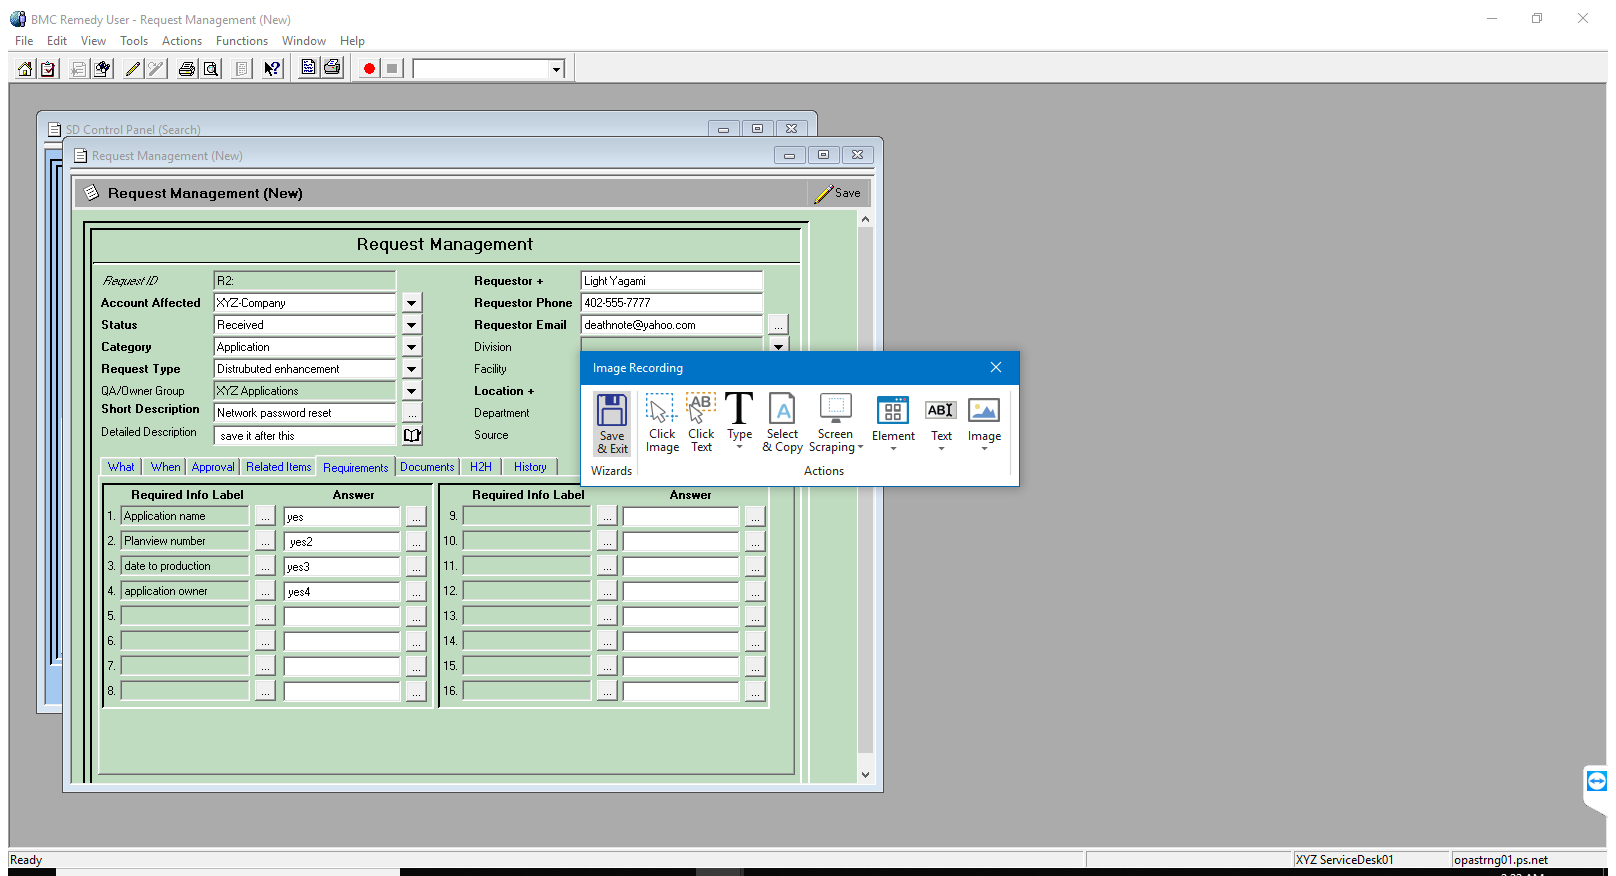 BMC Remedy User - Request Management (New)
File Edit View Tools Actions Functions Window Help
SD Control Panel (Search)
Request Management (New)
Request Management (New)
Save
Request Management
Request ID R2: Requestor + Light Yagami
Account Affected XYZ-Company Requestor Phone 402-555-7777
Status Received Requestor Email deathnote@yahoo.com ...
Category Application Division
Request Type Distrubuted enhancement Facility
QA/Owner Group XYZ Applications Location +
Short Description Network password reset ... Department
Detailed Description save it after this Source
Image Recording
Save & Exit
Click Image
Click Text
Type
Select & Copy
Screen Scraping
Element
Text
Image
Wizards Actions
What When Approval Related Items Requirements Documents H2H History
Required Info Label Answer Required Info Label Answer
1. Application name ... yes ... 9. ... ...
2. Planview number ... yes2 ... 10. ... ...
3. date to production ... yes3 ... 11. ... ...
4. application owner ... yes4 ... 12. ... ...
5. ... ... 13. ... ...
6. ... ... 14. ... ...
7. ... ... 15. ... ...
8. ... ... 16. ... ...
Ready XYZ ServiceDesk01 opastrng01.ps.net